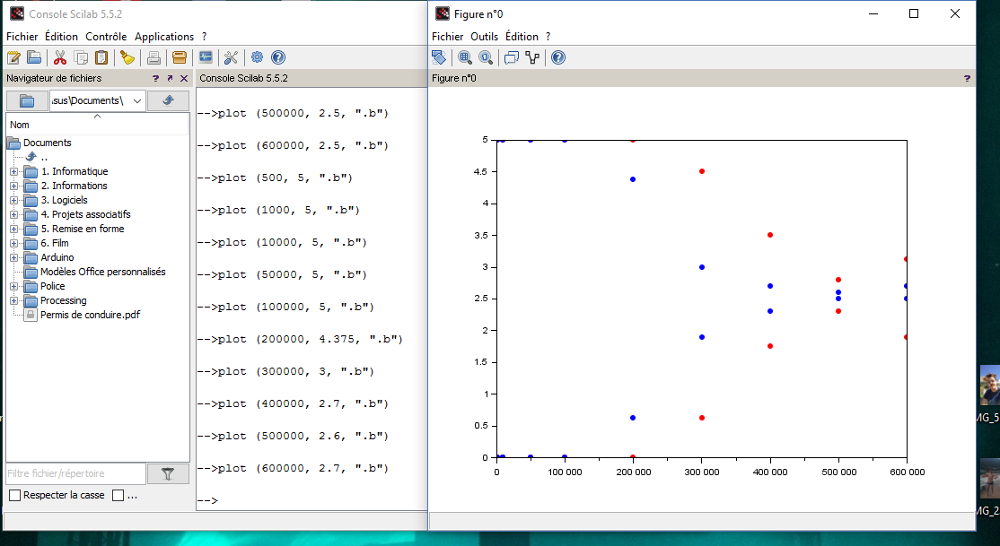 Console Scilab 5.5.2
Fichier Édition Contrôle Applications ?
Navigateur de fichiers ?
.sus\Documents\
Nom
Documents
..
1. Informatique
2. Informations
3. Logiciels
4. Projets associatifs
5. Remise en forme
6. Film
Arduino
Modèles Office personnalisés
Police
Processing
Permis de conduire.pdf
Filtre fichier/répertoire
Respecter la casse ...
Console Scilab 5.5.2
-->plot (500000, 2.5, ".b")
-->plot (600000, 2.5, ".b")
-->plot (500, 5, ".b")
-->plot (1000, 5, ".b")
-->plot (10000, 5, ".b")
-->plot (50000, 5, ".b")
-->plot (100000, 5, ".b")
-->plot (200000, 4.375, ".b")
-->plot (300000, 3, ".b")
-->plot (400000, 2.7, ".b")
-->plot (500000, 2.6, ".b")
-->plot (600000, 2.7, ".b")
-->
Figure n°0
Fichier Outils Édition ?
Figure n°0 ?
5
4.5
4
3.5
3
2.5
2
1.5
1
0.5
0
0 100 000 200 000 300 000 400 000 500 000 600 000
MG_5
MG_2